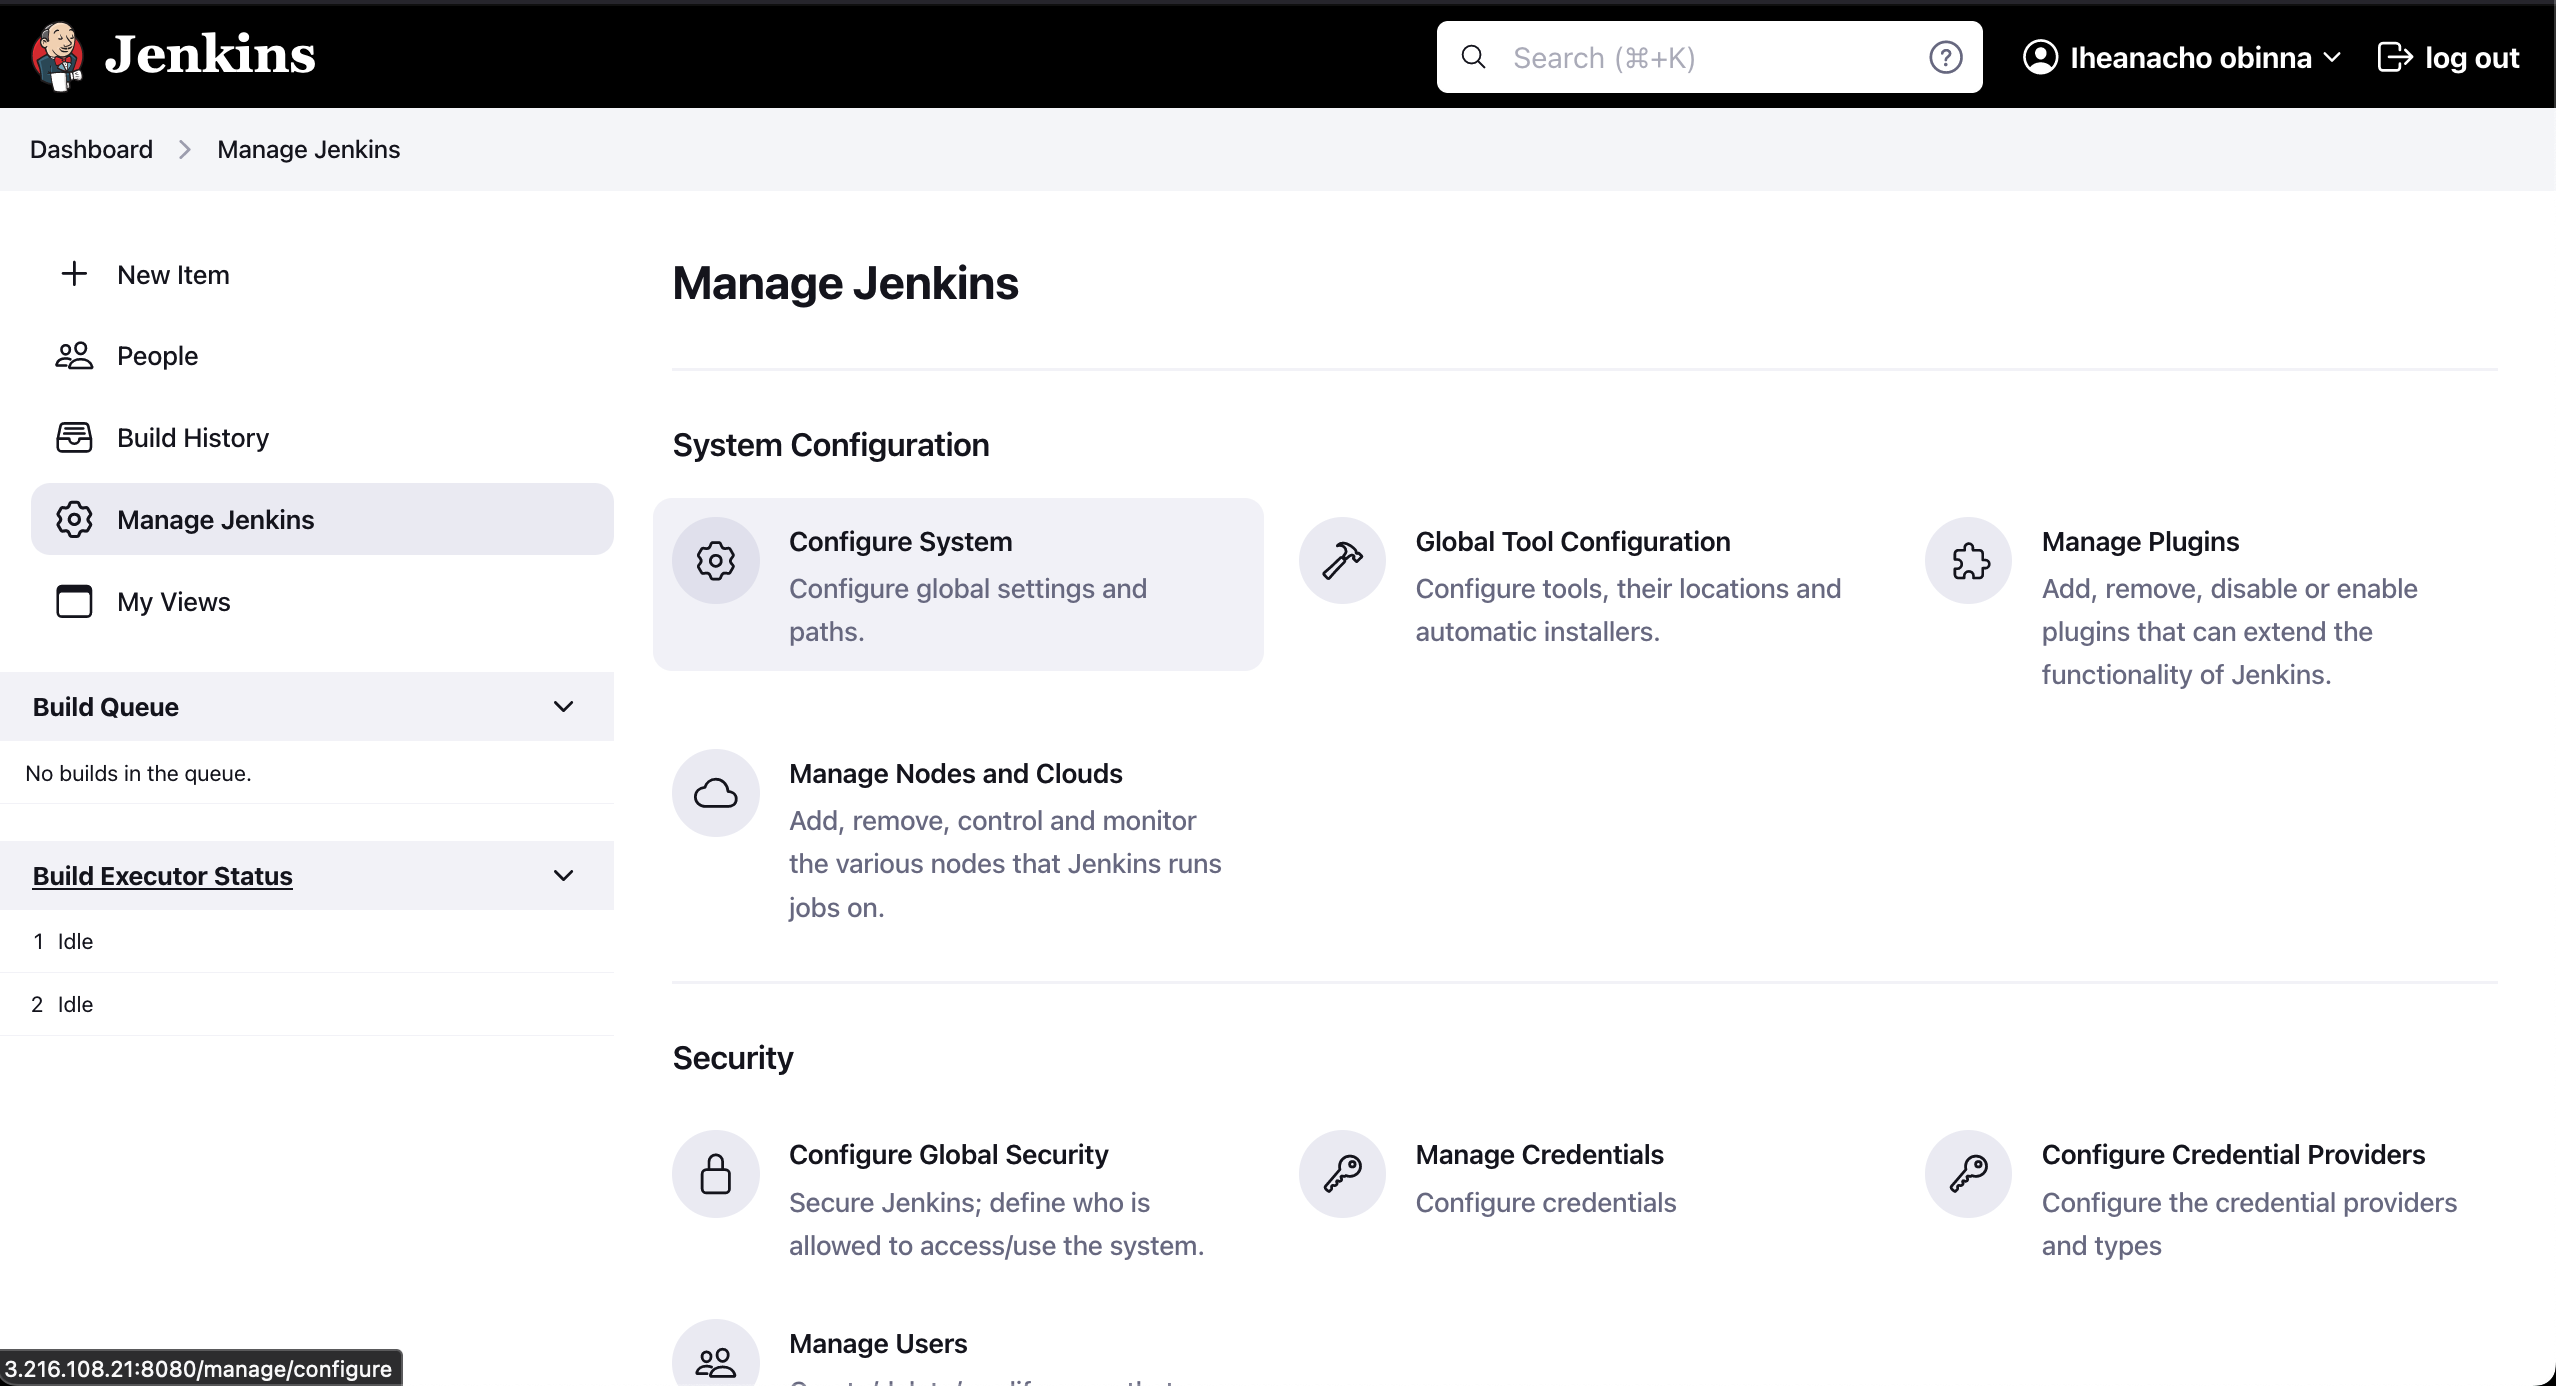 Jenkins
Search (⌘+K)
Iheanacho obinna
log out
Dashboard
Manage Jenkins
New Item
People
Build History
Manage Jenkins
My Views
Build Queue
No builds in the queue.
Build Executor Status
1 Idle
2 Idle
Manage Jenkins
System Configuration
Configure System
Configure global settings and
paths.
Global Tool Configuration
Configure tools, their locations and
automatic installers.
Manage Plugins
Add, remove, disable or enable
plugins that can extend the
functionality of Jenkins.
Manage Nodes and Clouds
Add, remove, control and monitor
the various nodes that Jenkins runs
jobs on.
Security
Configure Global Security
Secure Jenkins; define who is
allowed to access/use the system.
Manage Credentials
Configure credentials
Configure Credential Providers
Configure the credential providers
and types
Manage Users
3.216.108.21:8080/manage/configure